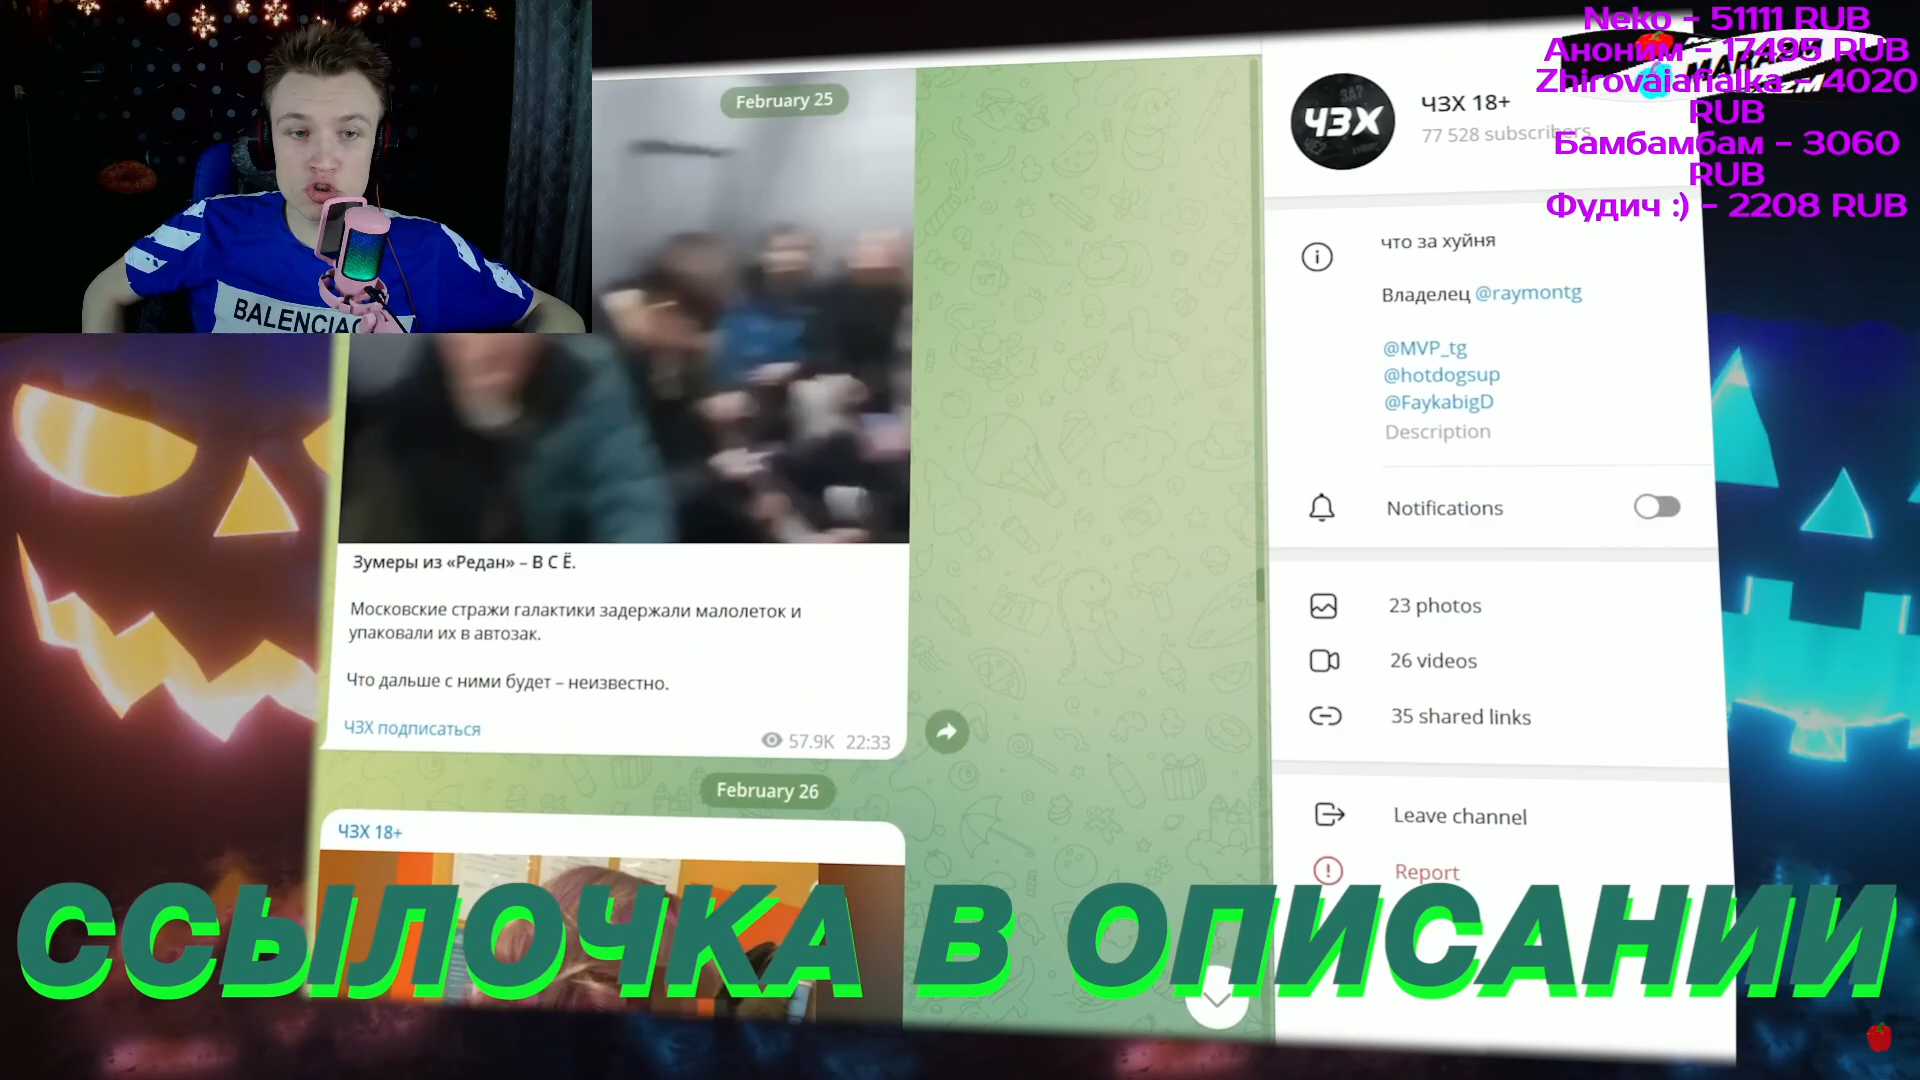 Neko - 51111 RUB
Аноним - 17495 RUB
Zhirovaiafialka - 4020
RUB
Бамбамбам - 3060
RUB
Фудич :) - 2208 RUB
BALENCIAG
February 25
Зумеры из «Редан» – В С Ё.
Московские стражи галактики задержали малолеток и
упаковали их в автозак.
Что дальше с ними будет – неизвестно.
ЧЗХ подписаться
57.9K 22:33
February 26
ЧЗХ 18+
ЧЗХ
ЧЗХ 18+
77 528 subscribers
что за хуйня
Владелец @raymontg
@MVP_tg
@hotdogsup
@FaykabigD
Description
Notifications
23 photos
26 videos
35 shared links
Leave channel
Report
ССЫЛОЧКА В ОПИСАНИИ